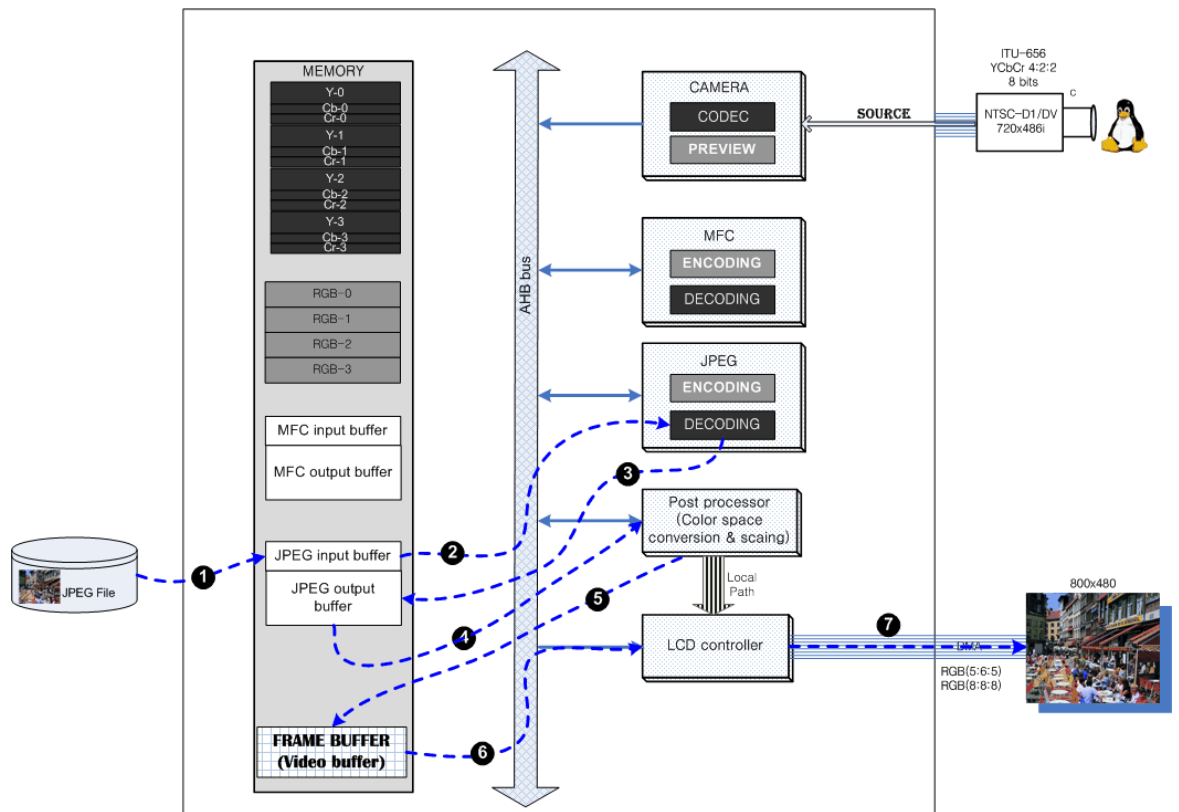 MEMORY
Y-0
Cb-0
Cr-0
Y-1
Cb-1
Cr-1
Y-2
Cb-2
Cr-2
Y-3
Cb-3
Cr-3
RGB-0
RGB-1
RGB-2
RGB-3
MFC input buffer
MFC output buffer
JPEG input buffer
JPEG output
buffer
FRAME BUFFER
(Video buffer)
JPEG File
AHB bus
CAMERA
CODEC
PREVIEW
MFC
ENCODING
DECODING
JPEG
ENCODING
DECODING
Post processor
(Color space
conversion & scaing)
Local
Path
LCD controller
SOURCE
ITU-656
YCbCr 4:2:2
8 bits
C
NTSC-D1/DV
720x486i
800x480
DMA
RGB(5:6:5)
RGB(8:8:8)
1
2
3
4
5
6
7